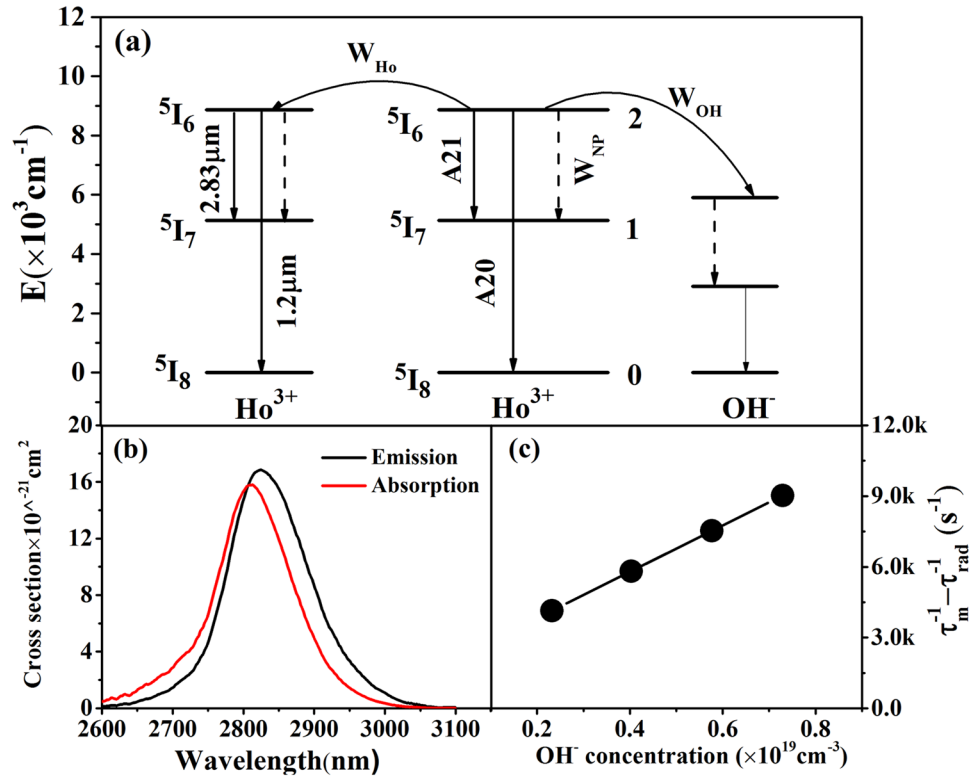 (a)
E(×10³cm⁻¹)
12
10
8
6
4
2
0
W_Ho
W_OH
⁵I₆
⁵I₆
2
2.83μm
A21
W_NP
⁵I₇
⁵I₇
1
1.2μm
A20
⁵I₈
⁵I₈
0
Ho³⁺
Ho³⁺
OH⁻
(b)
Cross section×10^⁻²¹cm²
20
16
12
8
4
0
Emission
Absorption
2600 2700 2800 2900 3000 3100
Wavelength(nm)
(c)
12.0k
9.0k
6.0k
3.0k
0.0
τ_m⁻¹−τ_rad⁻¹ (s⁻¹)
0.2 0.4 0.6 0.8
OH⁻ concentration (×10¹⁹cm⁻³)